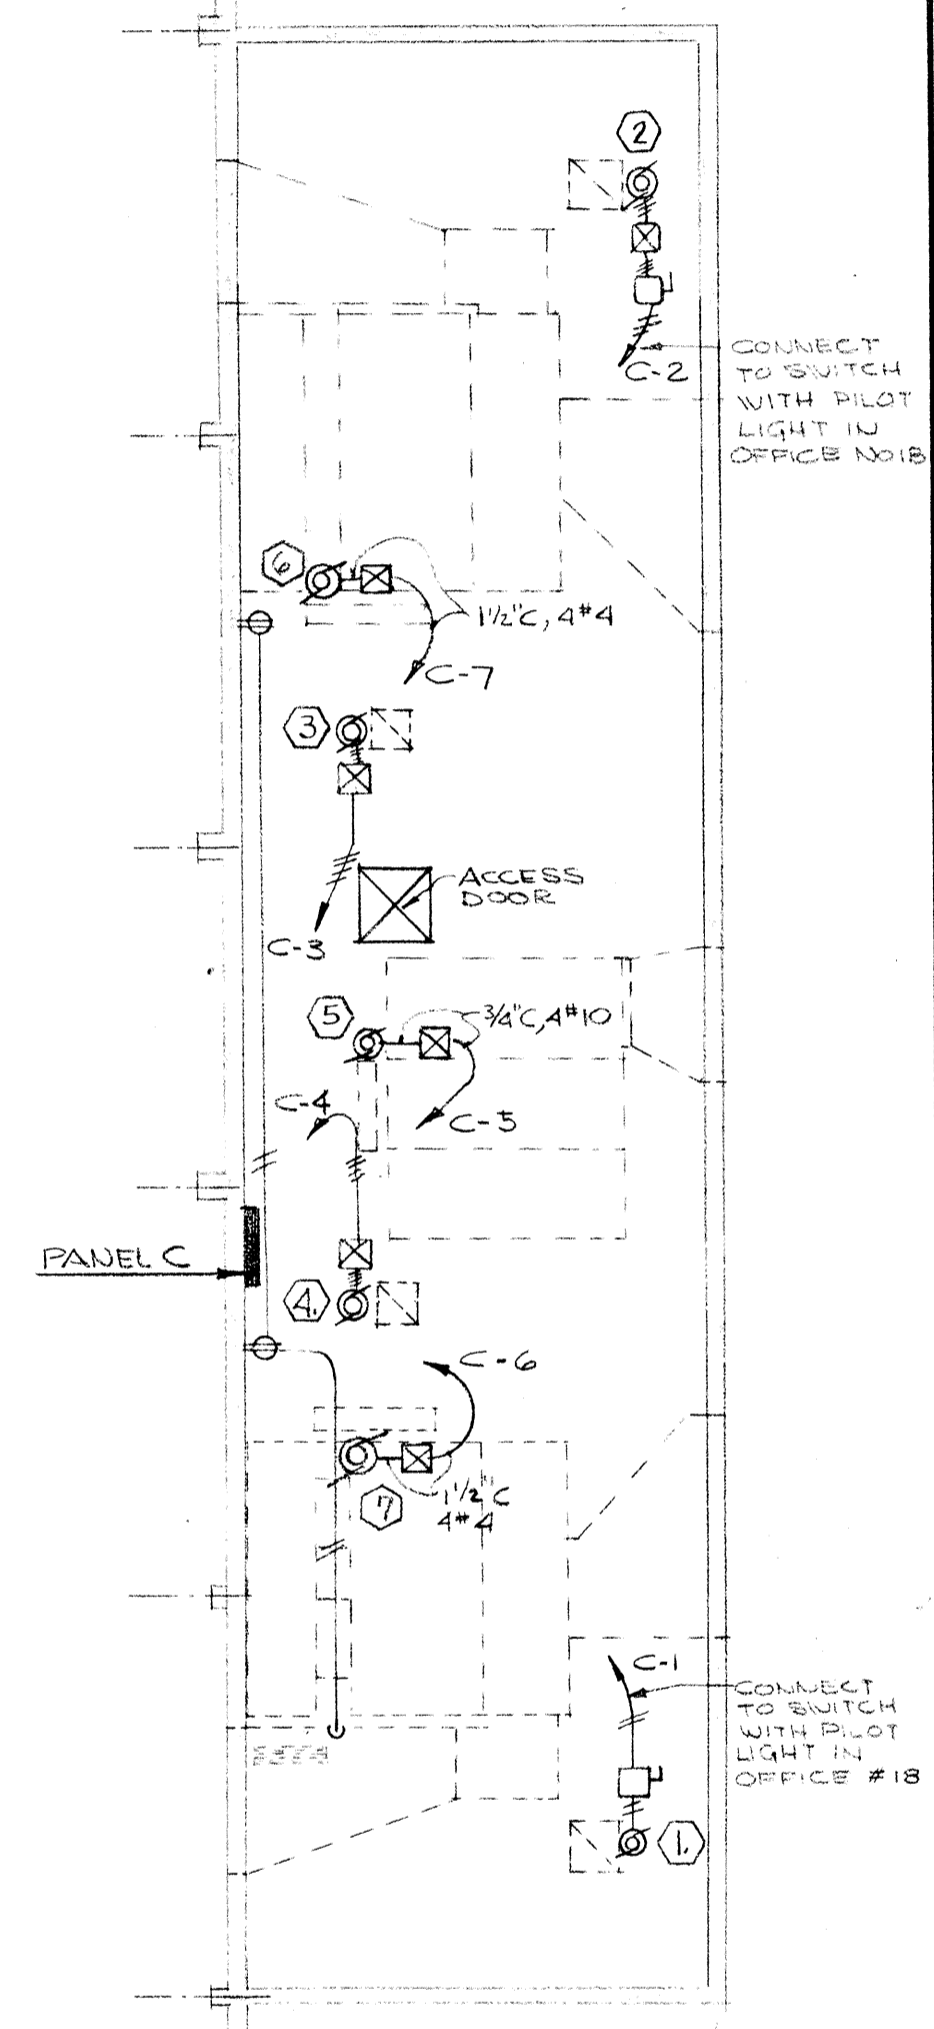 2
C-2
CONNECT
TO SWITCH
WITH PILOT
LIGHT IN
OFFICE NO 18
6
1½"C, 4#4
C-7
3
ACCESS
DOOR
C-3
5
¾"C, 4#10
C-4
C-5
PANEL C
4.
C-6
7
1½"C
4#4
C-1
CONNECT
TO SWITCH
WITH PILOT
LIGHT IN
OFFICE #18
1.